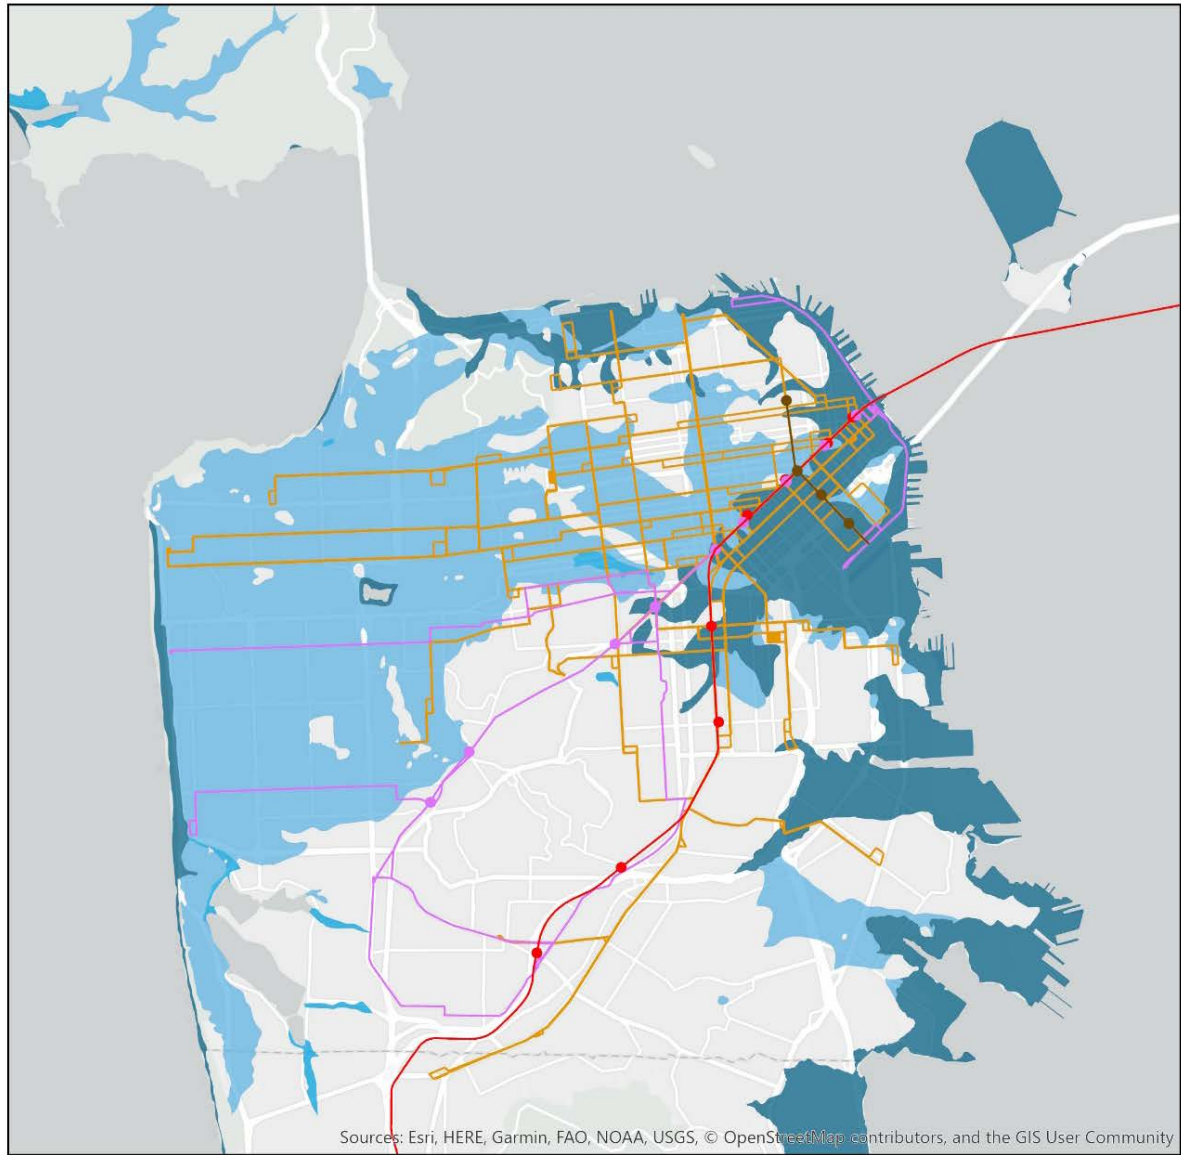 Sources: Esri, HERE, Garmin, FAO, NOAA, USGS, © OpenStreetMap contributors, and the GIS User Community